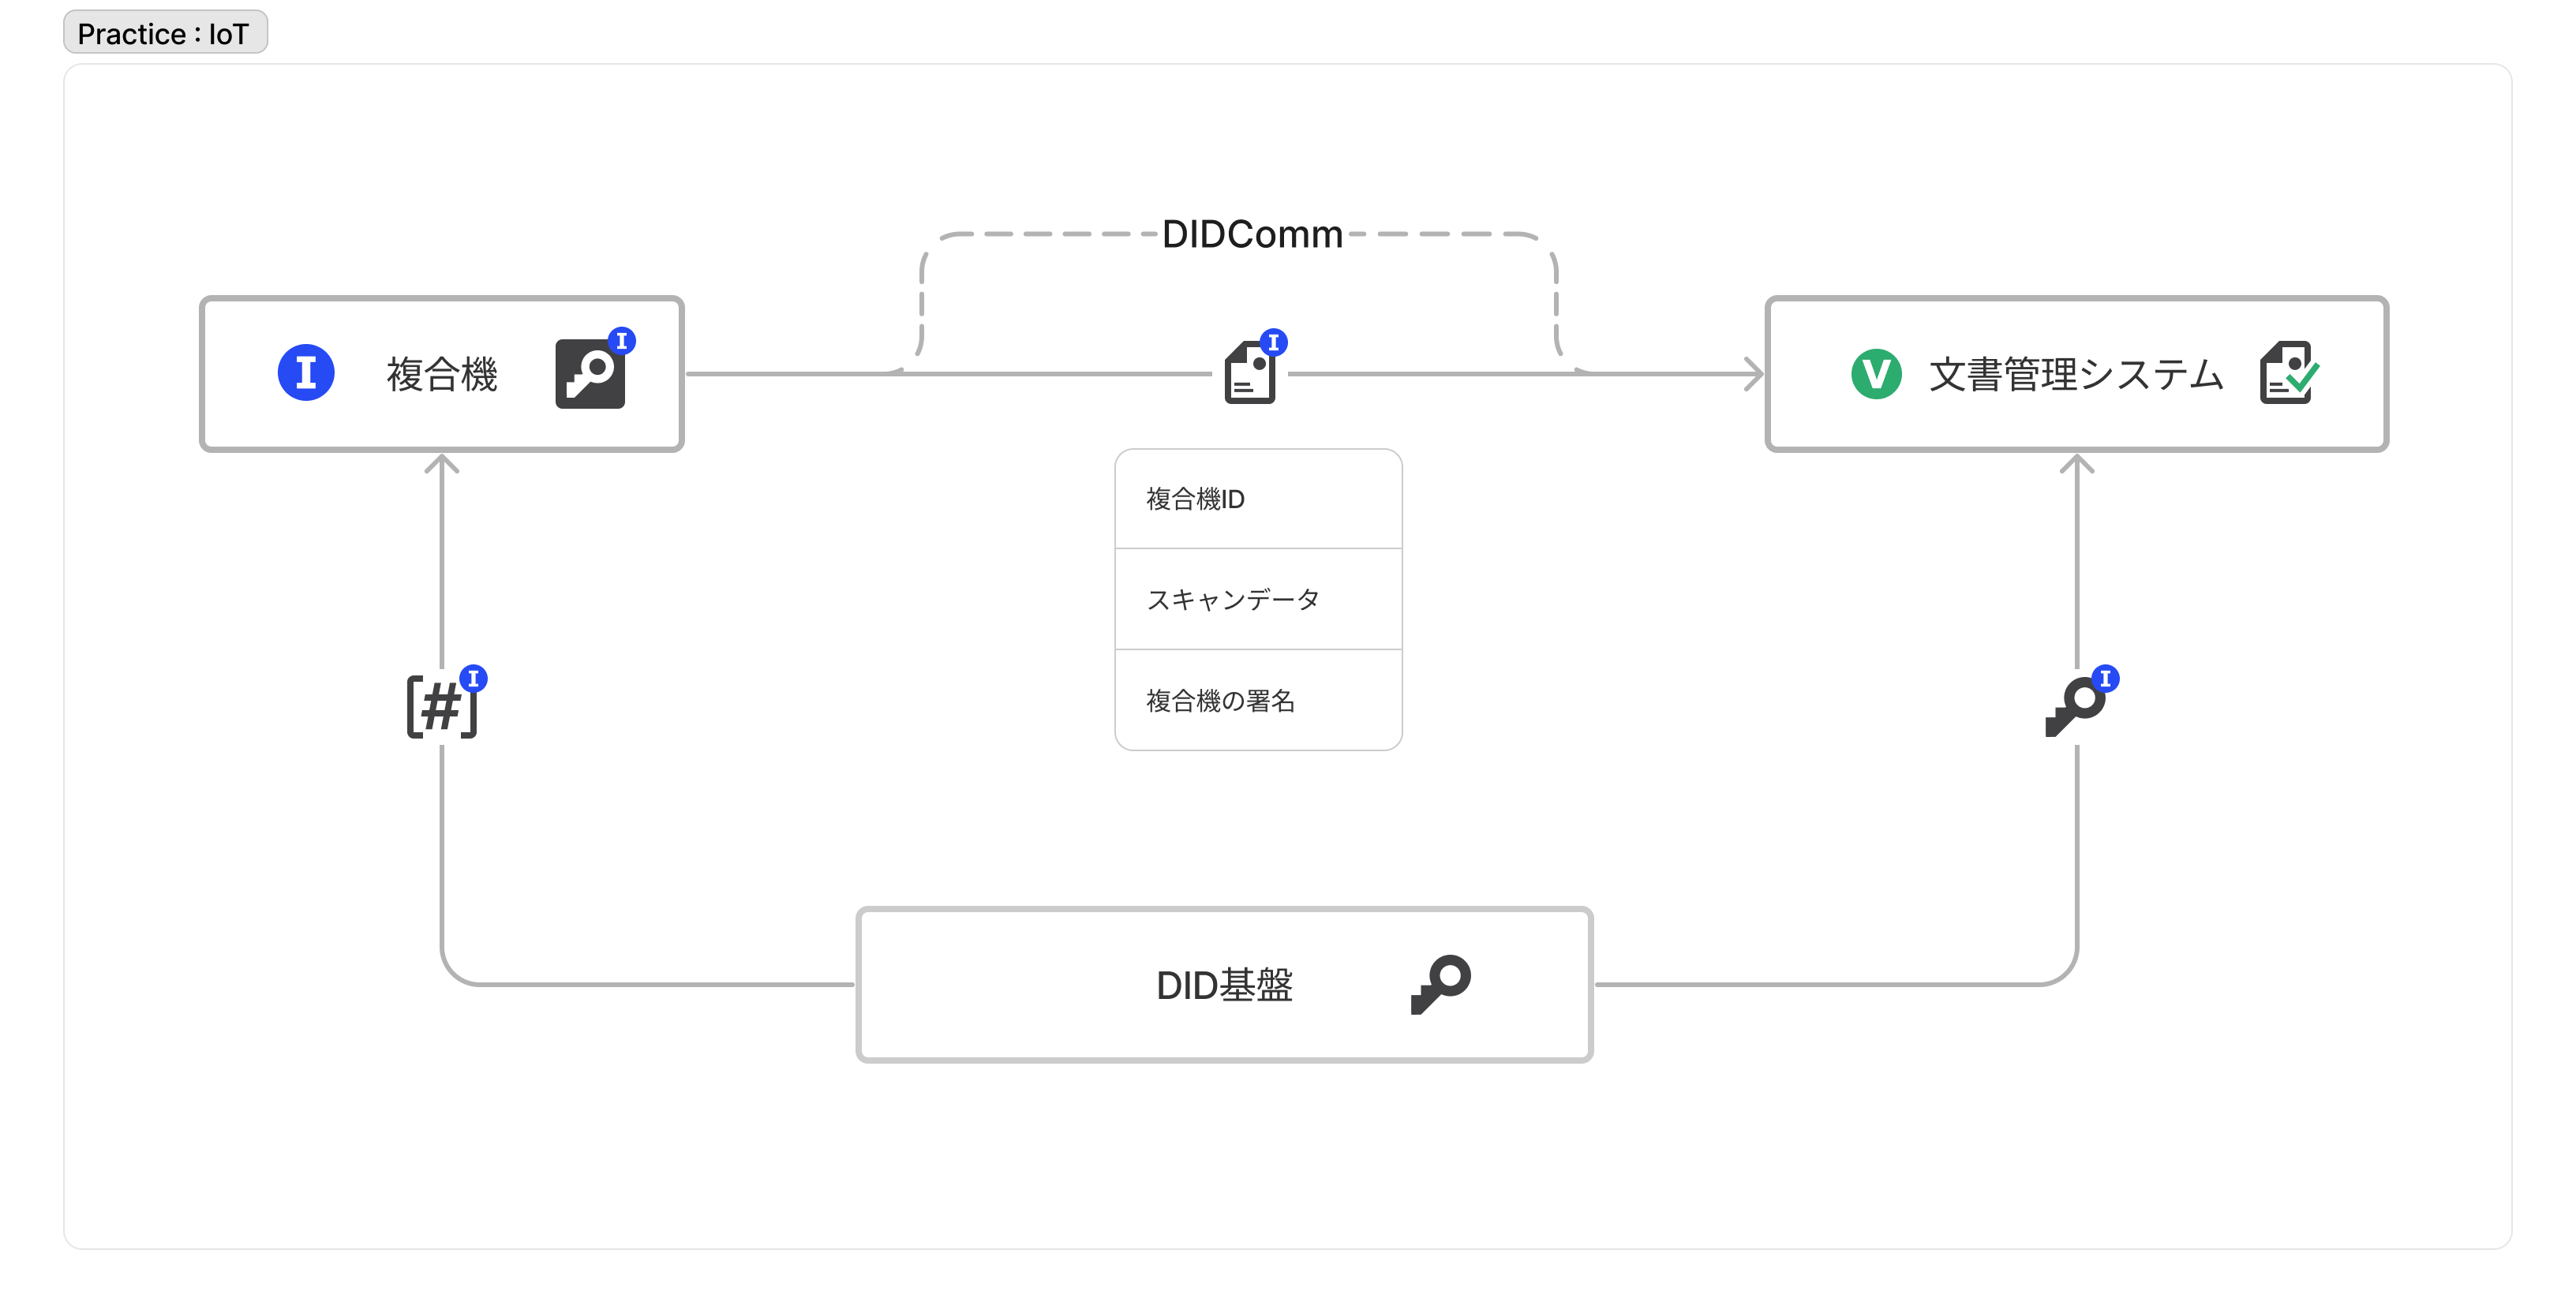 Practice : IoT
DIDComm
I
I 複合機
I
V 文書管理システム
複合機ID
スキャンデータ
複合機の署名
[#] I
I
DID基盤